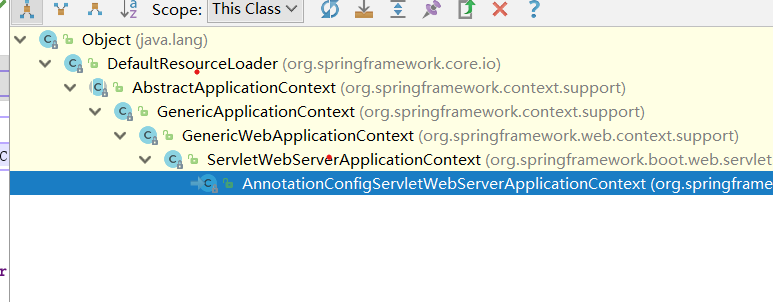 Scope: This Class
Object (java.lang)
DefaultResourceLoader (org.springframework.core.io)
AbstractApplicationContext (org.springframework.context.support)
GenericApplicationContext (org.springframework.context.support)
GenericWebApplicationContext (org.springframework.web.context.support)
C
ServletWebServerApplicationContext (org.springframework.boot.web.servlet
AnnotationConfigServletWebServerApplicationContext (org.springframe
r